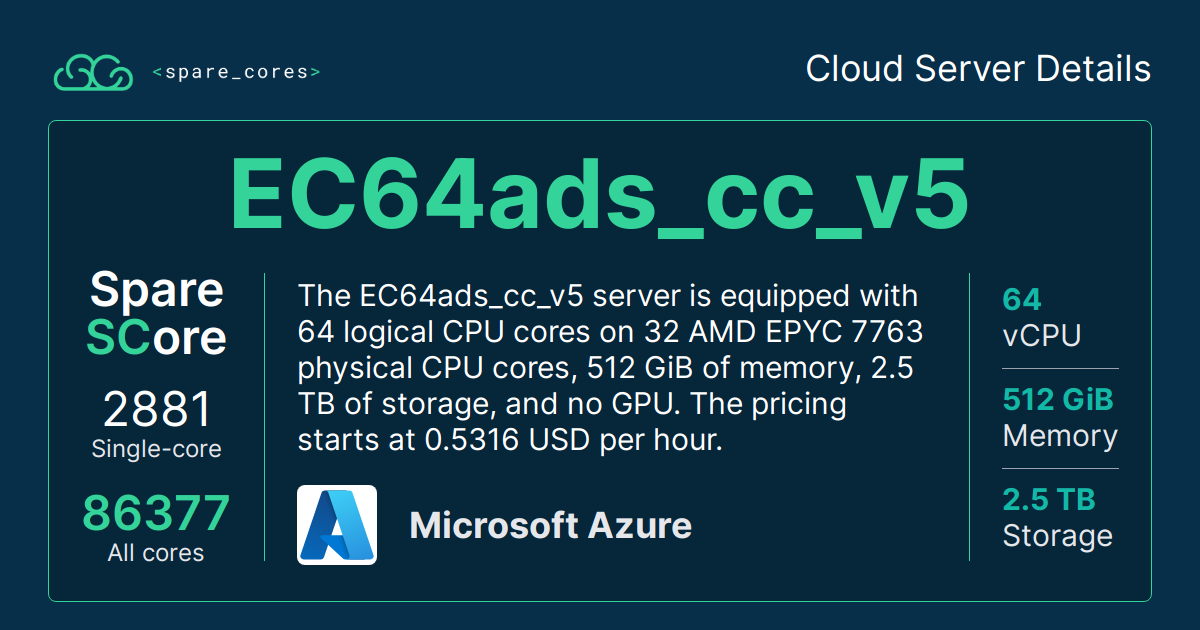 <spare_cores>
Cloud Server Details
EC64ads_cc_v5
Spare
SCore
2881
Single-core
86377
All cores
The EC64ads_cc_v5 server is equipped with
64 logical CPU cores on 32 AMD EPYC 7763
physical CPU cores, 512 GiB of memory, 2.5
TB of storage, and no GPU. The pricing
starts at 0.5316 USD per hour.
Microsoft Azure
64
vCPU
512 GiB
Memory
2.5 TB
Storage